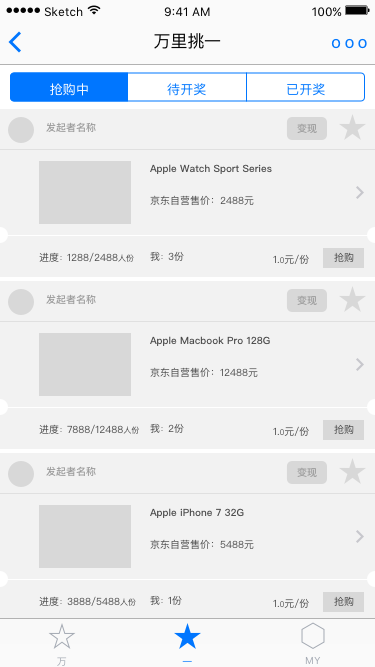 Sketch 9:41 AM 100%
万里挑一
抢购中 待开奖 已开奖
发起者名称 变现
Apple Watch Sport Series
京东自营售价：2488元
进度：1288/2488人份 我：3份 1.0元/份 抢购
发起者名称 变现
Apple Macbook Pro 128G
京东自营售价：12488元
进度：7888/12488人份 我：2份 1.0元/份 抢购
发起者名称 变现
Apple iPhone 7 32G
京东自营售价：5488元
进度：3888/5488人份 我：1份 1.0元/份 抢购
万 一 MY